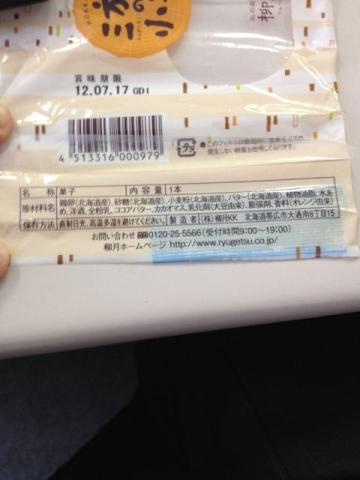 柳
賞味期限
12.07.17 GD1
4 513316 000979
プラ
名称 菓子 内容量 1本
原材料名 鶏卵(北海道産)、砂糖(北海道産)、小麦粉(北海道産)、バター(北海道産)、植物油脂、水あ
め、洋酒、全粉乳、ココアバター、カカオマス、乳化剤(大豆由来)、膨張剤、香料(オレンジ由来)
保存方法 直射日光、高温多湿を避けてください。 製造者 (株)柳月KK 北海道帯広市大通南8丁目15
お問い合わせ 0120-25-5566 (受付時間9:00~19:00)
柳月ホームページ http://www.ryugetsu.co.jp/